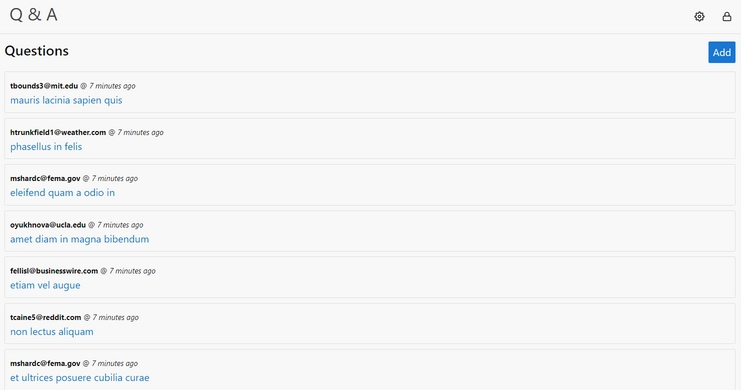 Q & A
Questions
Add
tbounds3@mit.edu @ 7 minutes ago
mauris lacinia sapien quis
htrunkfield1@weather.com @ 7 minutes ago
phasellus in felis
mshardc@fema.gov @ 7 minutes ago
eleifend quam a odio in
oyukhnova@ucla.edu @ 7 minutes ago
amet diam in magna bibendum
fellisl@businesswire.com @ 7 minutes ago
etiam vel augue
tcaine5@reddit.com @ 7 minutes ago
non lectus aliquam
mshardc@fema.gov @ 7 minutes ago
et ultrices posuere cubilia curae